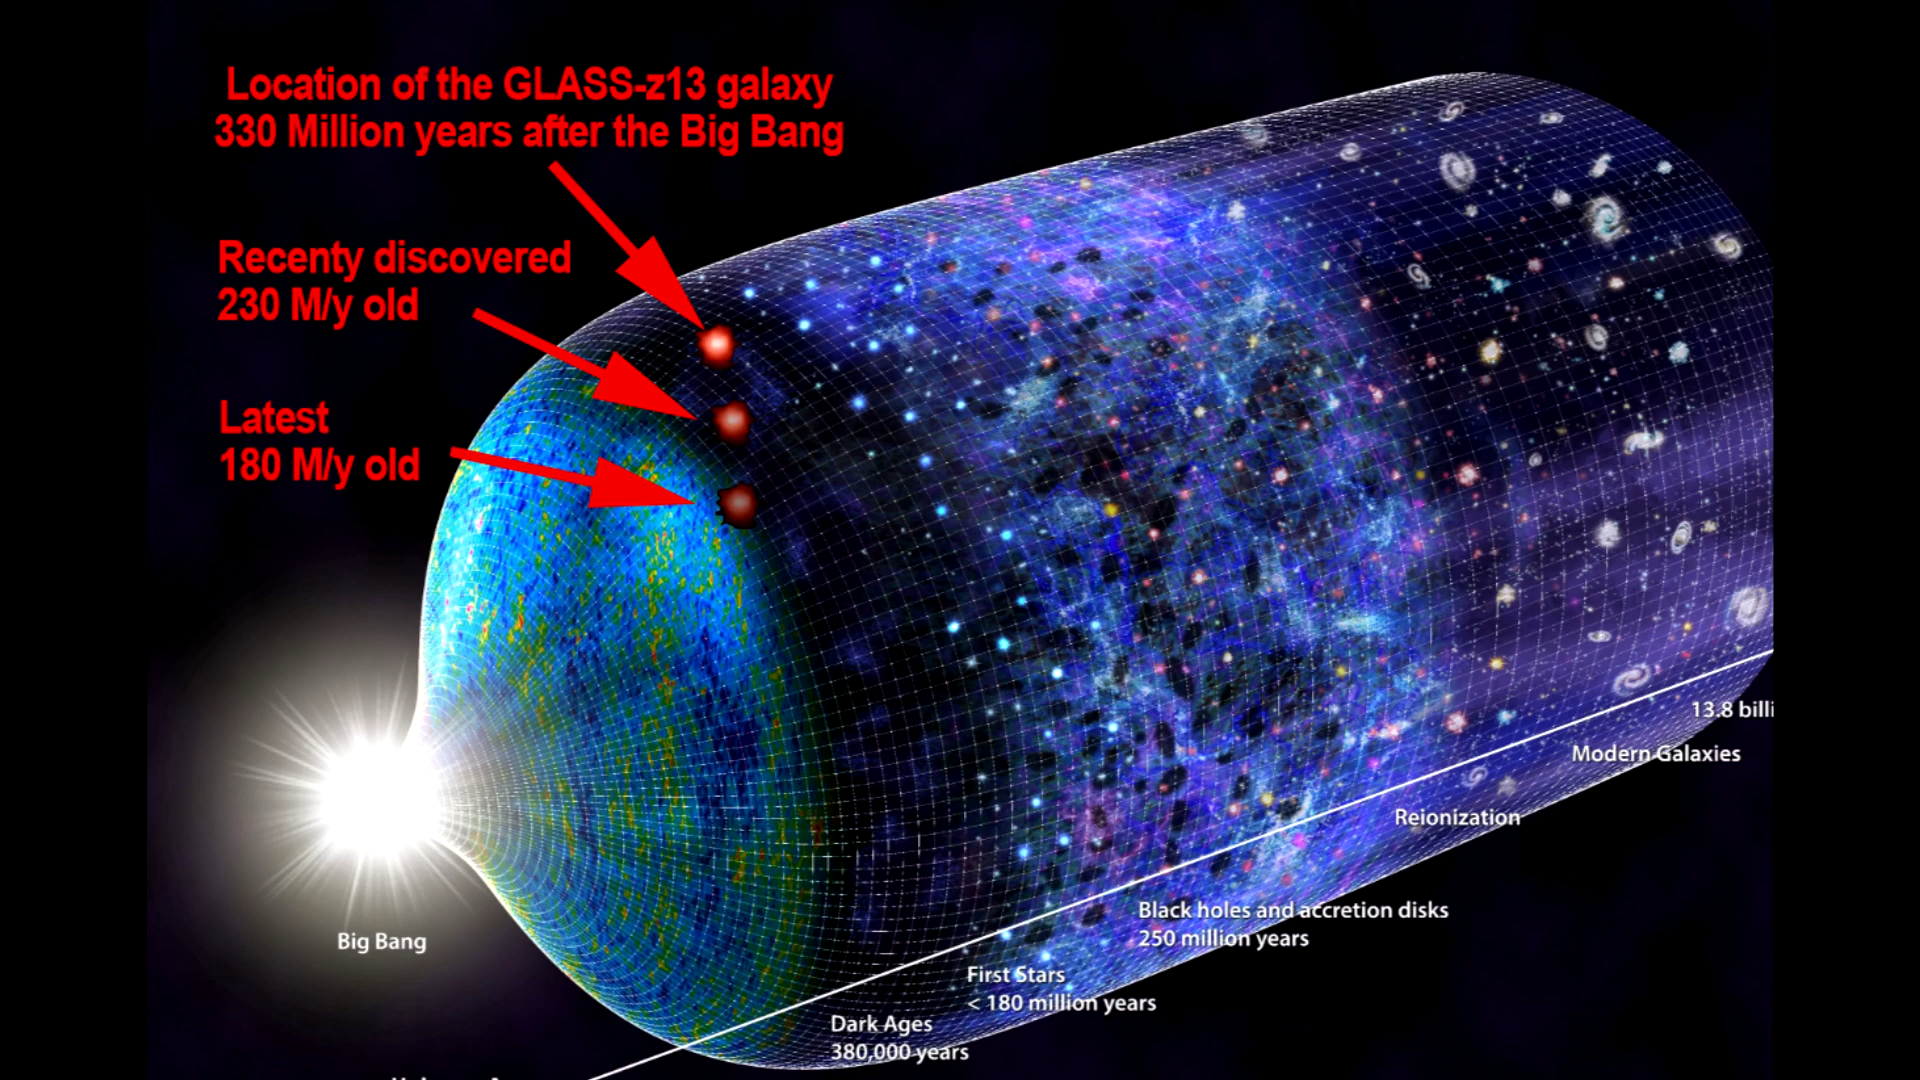 Location of the GLASS-z13 galaxy
330 Million years after the Big Bang
Recenty discovered
230 M/y old
Latest
180 M/y old
13.8 billi
Modern Galaxies
Reionization
Black holes and accretion disks
250 million years
First Stars
< 180 million years
Big Bang
Dark Ages
380,000 years